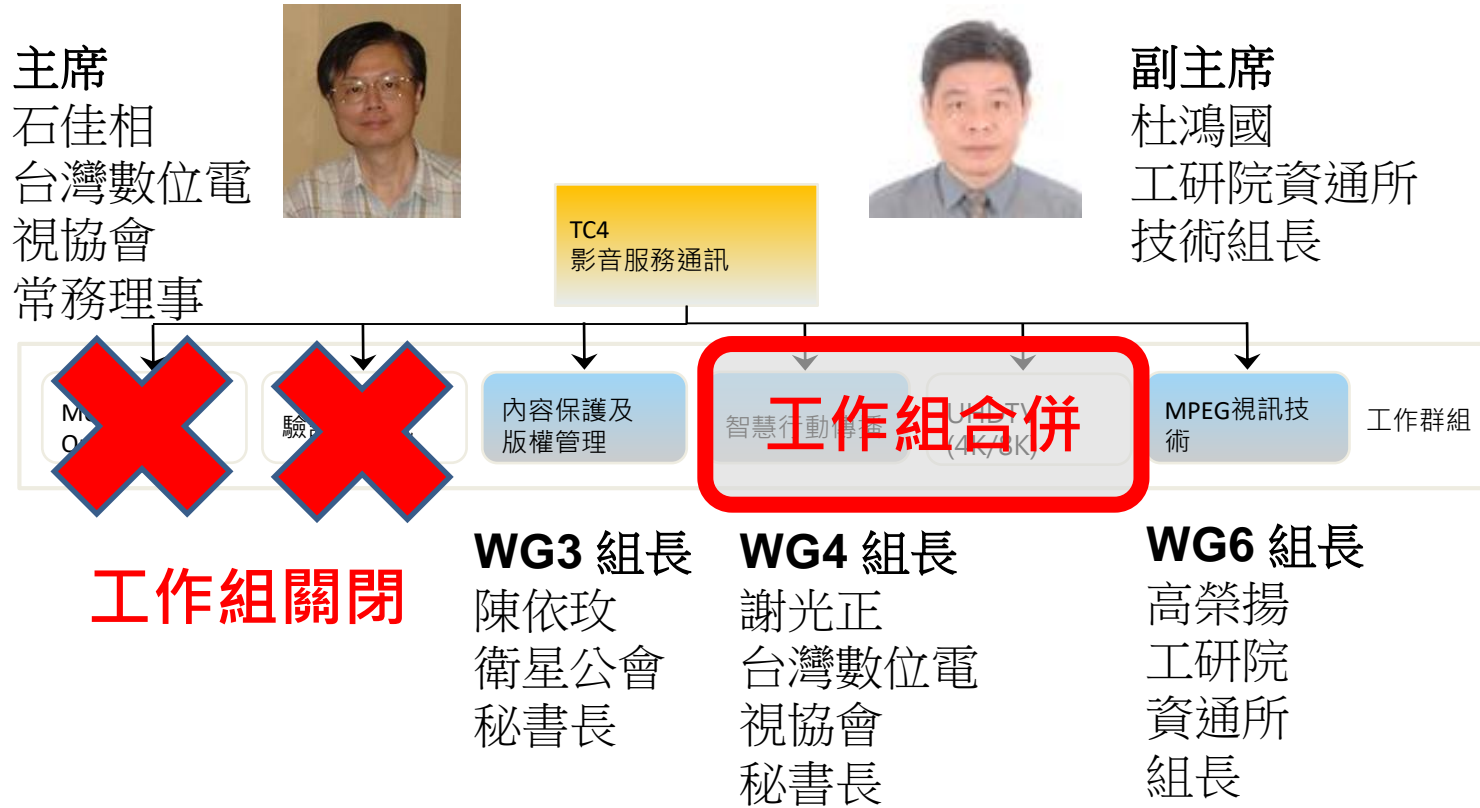 主席
石佳相
台灣數位電
視協會
常務理事
副主席
杜鴻國
工研院資通所
技術組長
TC4
影音服務通訊
內容保護及
版權管理
智慧行動傳播
UHDTV
(4K/8K)
工作組合併
MPEG視訊技
術
工作群組
工作組關閉
WG3 組長
陳依玫
衛星公會
秘書長
WG4 組長
謝光正
台灣數位電
視協會
秘書長
WG6 組長
高榮揚
工研院
資通所
組長